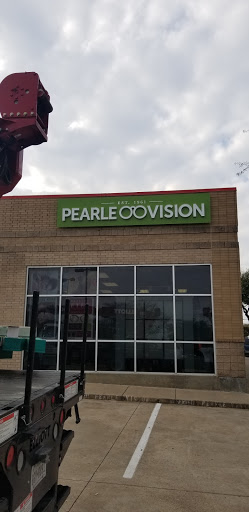 EST. 1961
PEARLE VISION